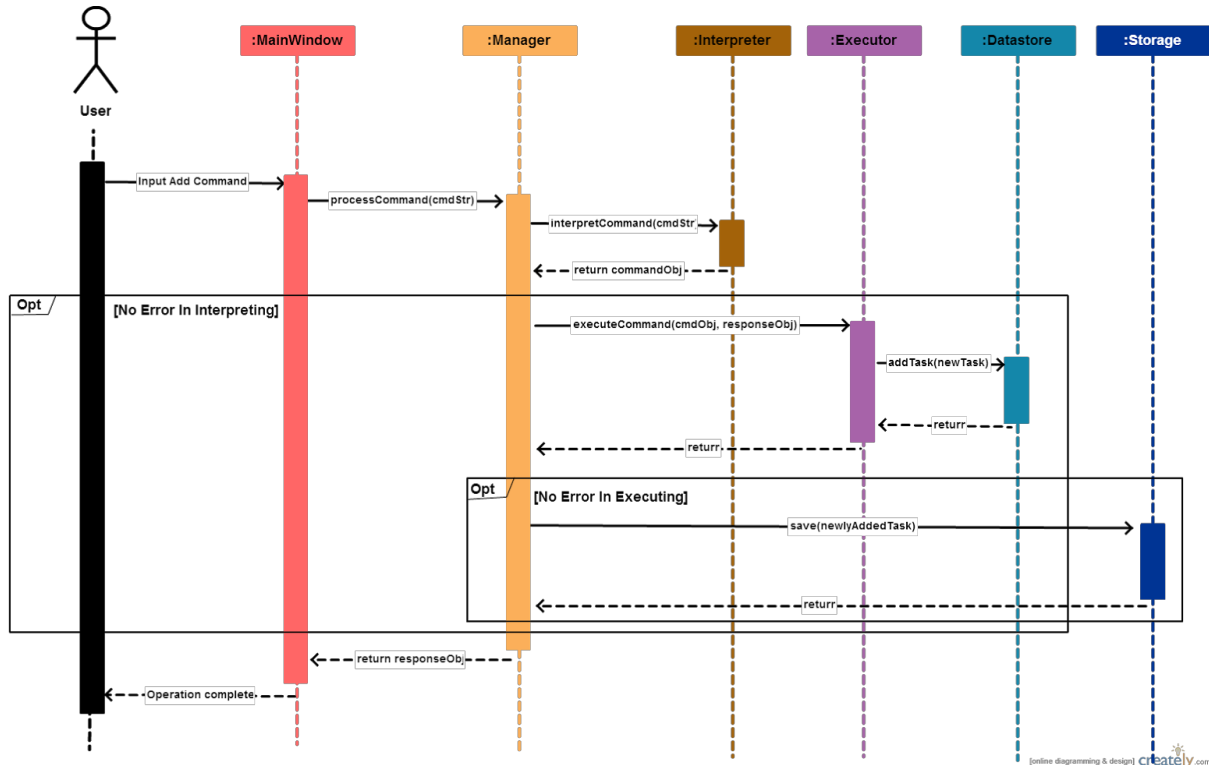 :MainWindow
:Manager
:Interpreter
:Executor
:Datastore
:Storage
User
Input Add Command
processCommand(cmdStr)
interpretCommand(cmdStr
return commandObj
Opt
[No Error In Interpreting]
executeCommand(cmdObj, responseObj)
addTask(newTask)
returr
returr
Opt
[No Error In Executing]
save(newlyAddedTask)
returr
return responseObj
Operation complete
[online diagramming & design] creately.com